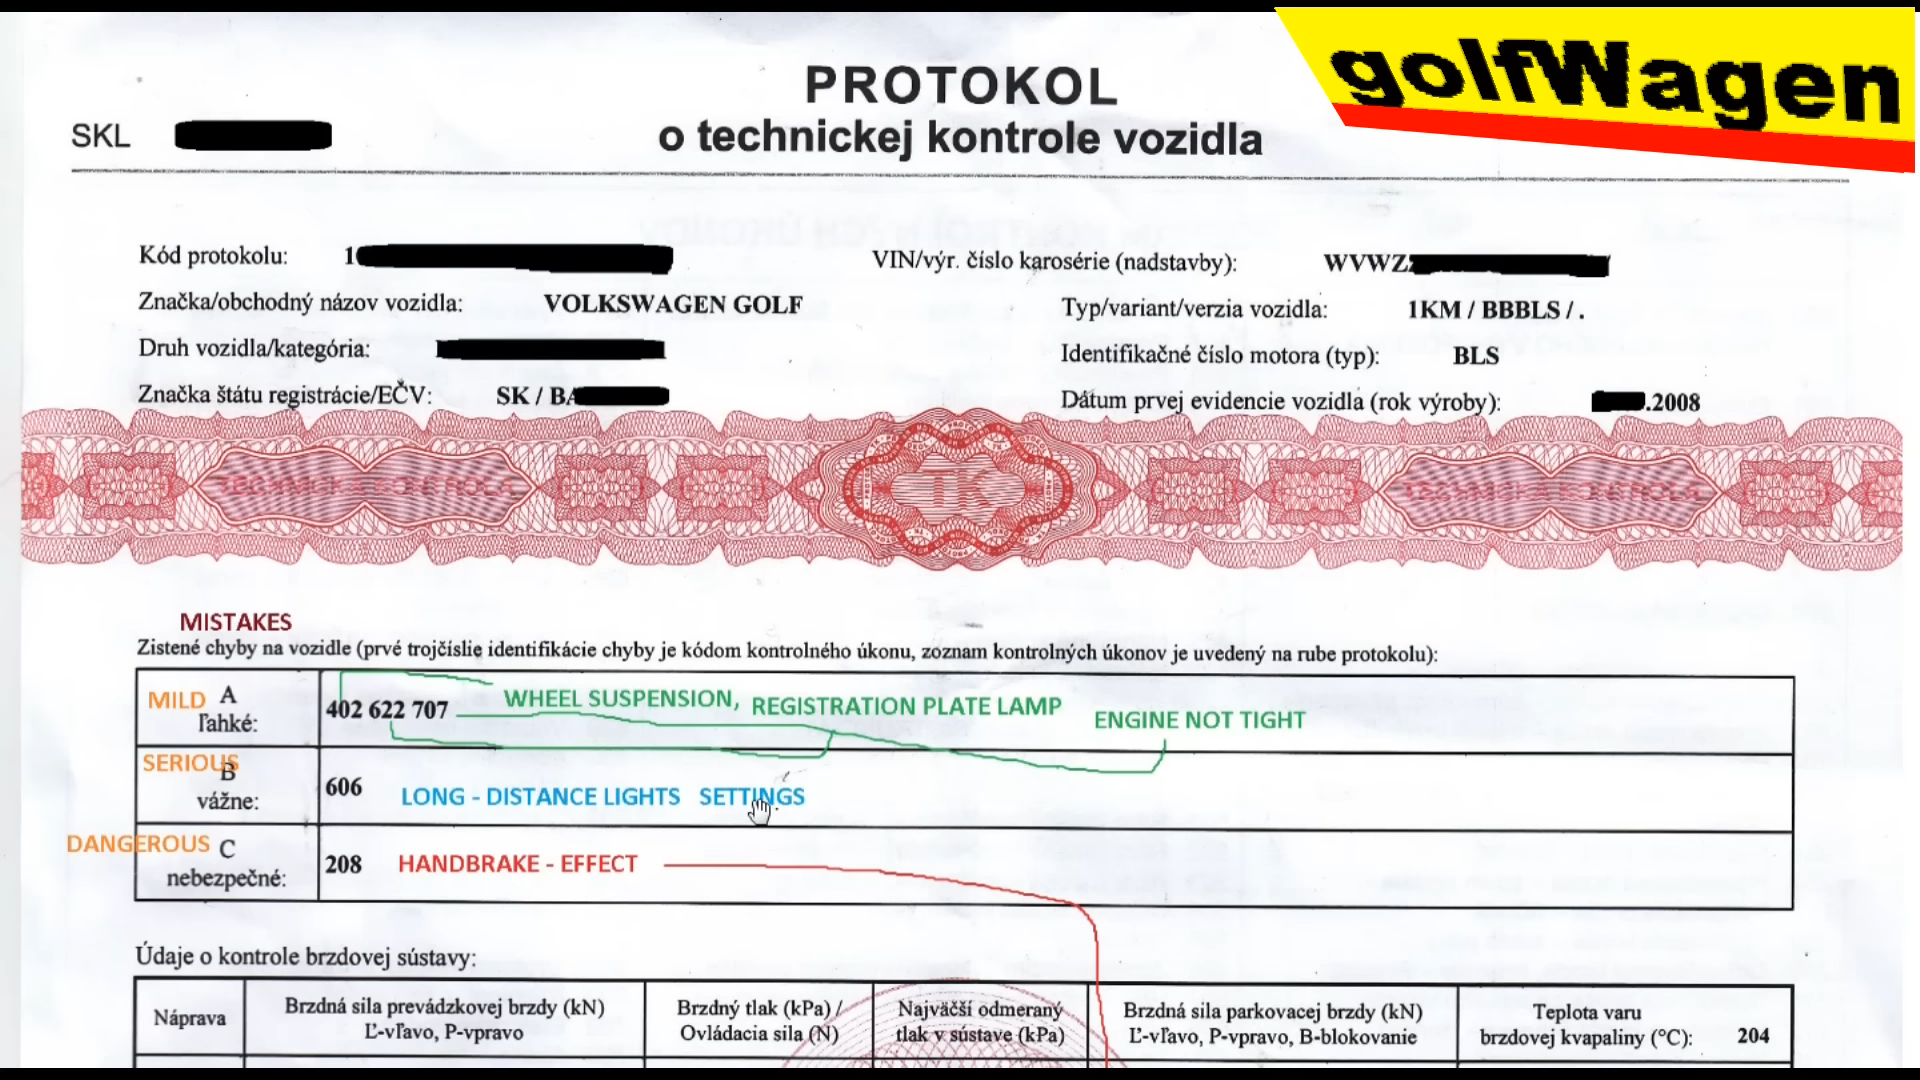 golfWagen
PROTOKOL
o technickej kontrole vozidla
SKL
Kód protokolu: 1
VIN/výr. číslo karosérie (nadstavby): WVWZ
Značka/obchodný názov vozidla: VOLKSWAGEN GOLF
Typ/variant/verzia vozidla: 1KM / BBBLS / .
Druh vozidla/kategória:
Identifikačné číslo motora (typ): BLS
Značka štátu registrácie/EČV: SK / BA
Dátum prvej evidencie vozidla (rok výroby): .2008
TECHNICKÁ KONTROLA
TK
TECHNICKÁ KONTROLA
MISTAKES
Zistené chyby na vozidle (prvé trojčíslie identifikácie chyby je kódom kontrolného úkonu, zoznam kontrolných úkonov je uvedený na rube protokolu):
MILD A
ľahké:
402 622 707 WHEEL SUSPENSION, REGISTRATION PLATE LAMP ENGINE NOT TIGHT
SERIOUS B
vážne:
606 LONG - DISTANCE LIGHTS SETTINGS
DANGEROUS C
nebezpečné:
208 HANDBRAKE - EFFECT
Údaje o kontrole brzdovej sústavy:
Náprava
Brzdná sila prevádzkovej brzdy (kN)
Ľ-vľavo, P-vpravo
Brzdný tlak (kPa) /
Ovládacia sila (N)
Najväčší odmeraný
tlak v sústave (kPa)
Brzdná sila parkovacej brzdy (kN)
Ľ-vľavo, P-vpravo, B-blokovanie
Teplota varu
brzdovej kvapaliny (°C): 204